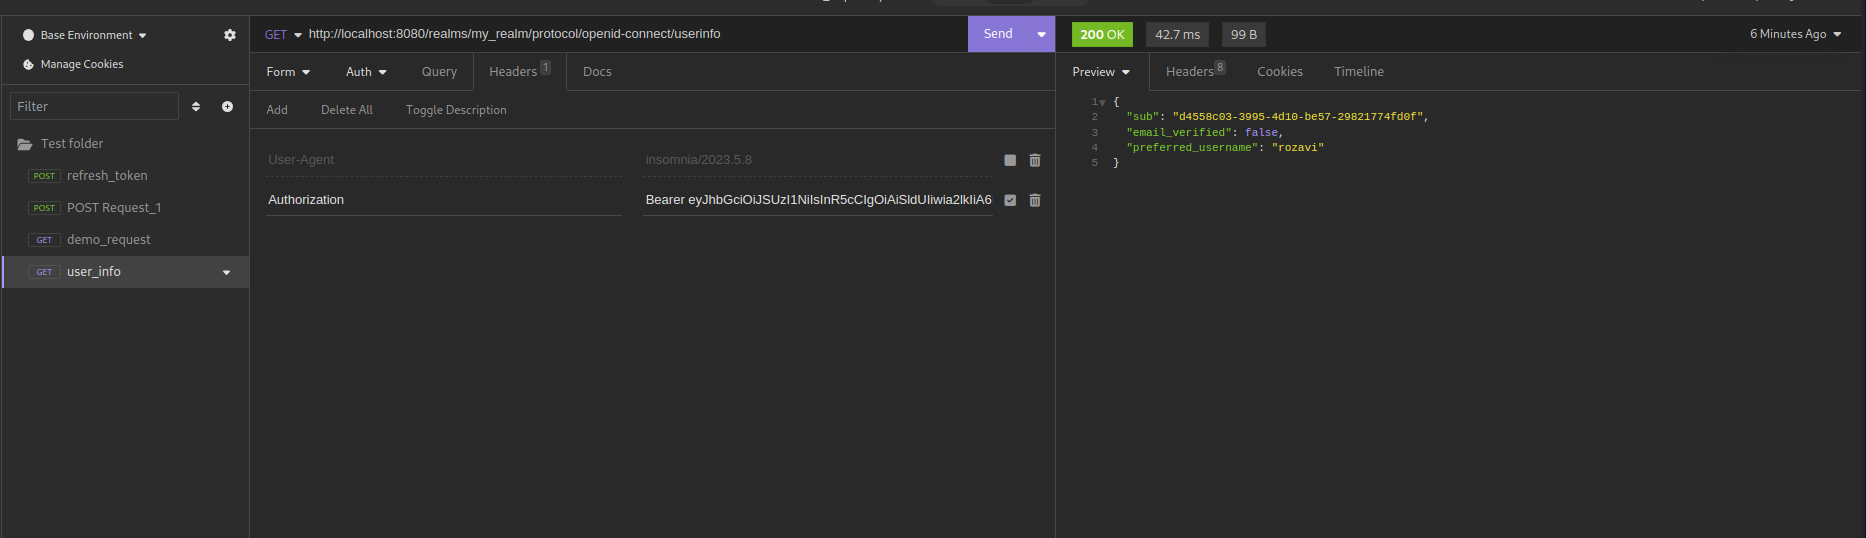 Base Environment
Manage Cookies
Filter
Test folder
POST refresh_token
POST POST Request_1
GET demo_request
GET user_info
GET http://localhost:8080/realms/my_realm/protocol/openid-connect/userinfo Send
Form Auth Query Headers 1 Docs
Add Delete All Toggle Description
User-Agent insomnia/2023.5.8
Authorization Bearer eyJhbGciOiJSUzI1NiIsInR5cCIgOiAiSldUIiwia2lkIiA6
200 OK 42.7 ms 99 B 6 Minutes Ago
Preview Headers 8 Cookies Timeline
1 {
2 "sub": "d4558c03-3995-4d10-be57-29821774fd0f",
3 "email_verified": false,
4 "preferred_username": "rozavi"
5 }